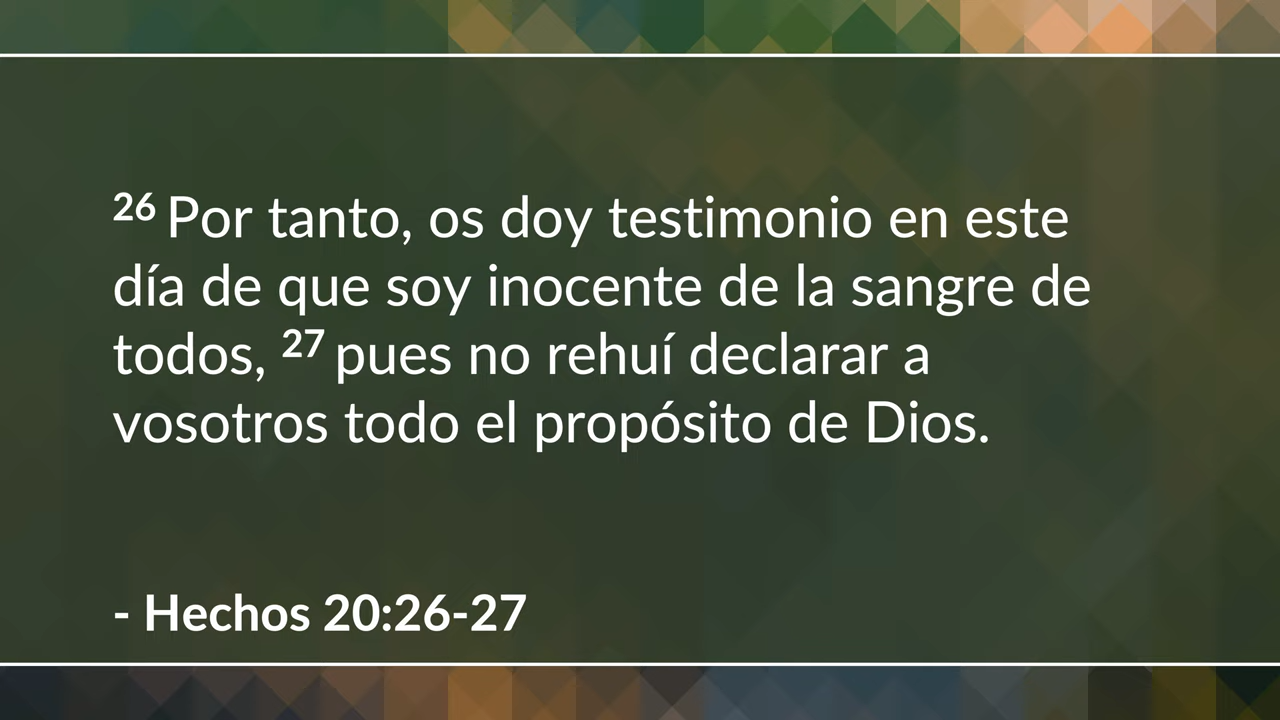 26 Por tanto, os doy testimonio en este
día de que soy inocente de la sangre de
todos, 27 pues no rehuí declarar a
vosotros todo el propósito de Dios.
- Hechos 20:26-27